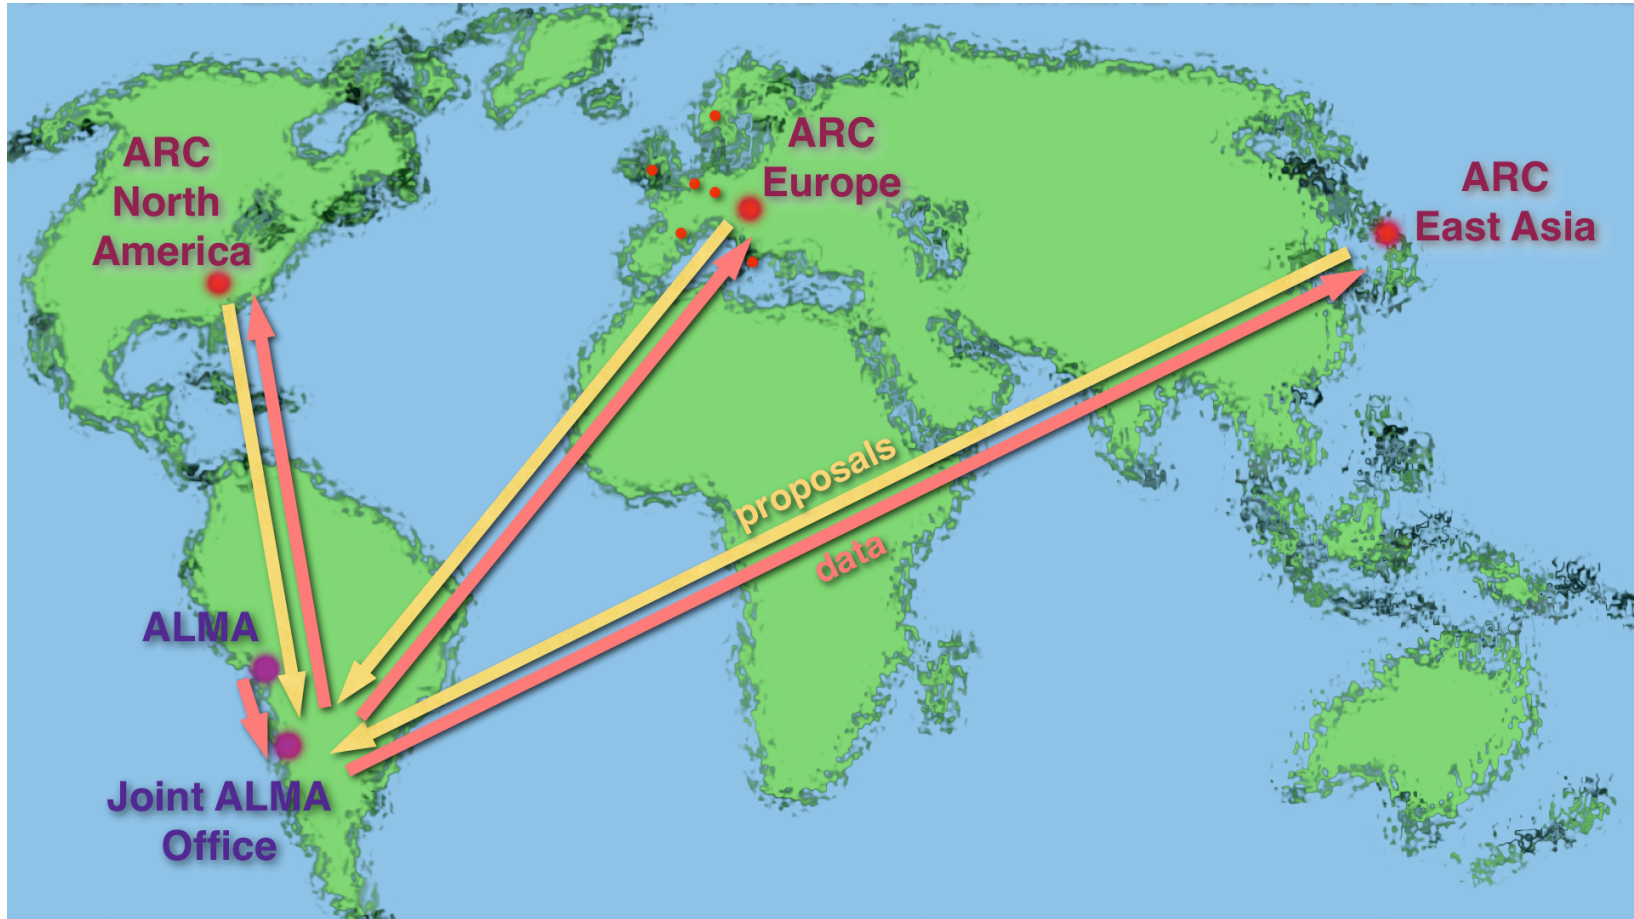 ARC
North
America
ARC
Europe
ARC
East Asia
proposals
data
ALMA
Joint ALMA
Office